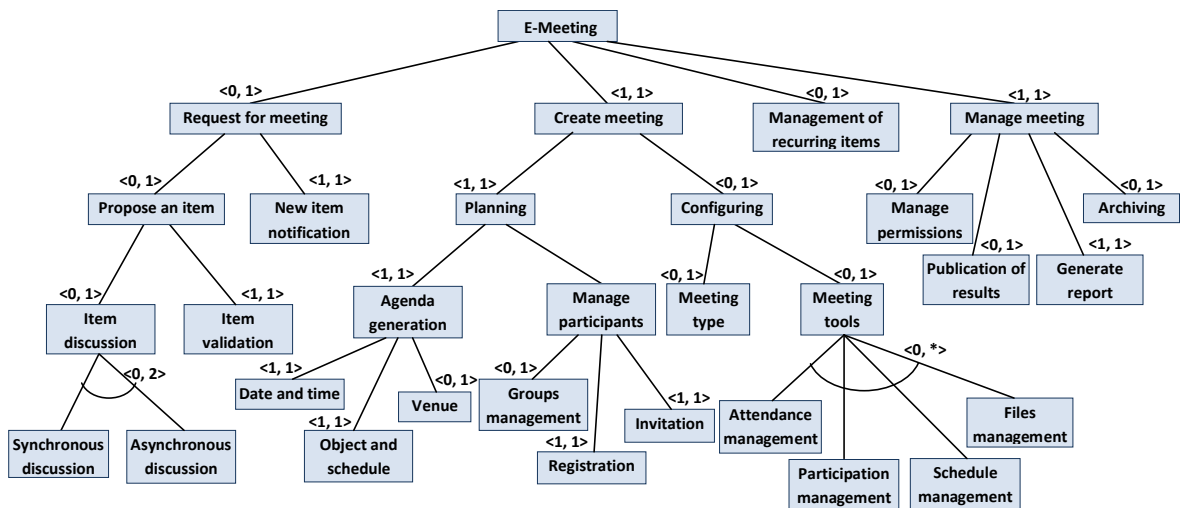 E-Meeting
<0, 1>
<1, 1>
<0, 1>
<1, 1>
Request for meeting
Create meeting
Management of
recurring items
Manage meeting
<0, 1>
<1, 1>
<1, 1>
<0, 1>
<0, 1>
<0, 1>
Propose an item
New item
notification
Planning
Configuring
Manage
permissions
Archiving
<0, 1>
<1, 1>
<1, 1>
<0, 1>
<0, 1>
<0, 1>
<1, 1>
Item
discussion
Item
validation
Agenda
generation
Manage
participants
Meeting
type
Meeting
tools
Publication of
results
Generate
report
<0, 2>
<1, 1>
<0, 1>
<0, 1>
<0, *>
Date and time
Venue
Groups
management
<1, 1>
Invitation
Attendance
management
Files
management
Synchronous
discussion
Asynchronous
discussion
<1, 1>
Object and
schedule
<1, 1>
Registration
Participation
management
Schedule
management